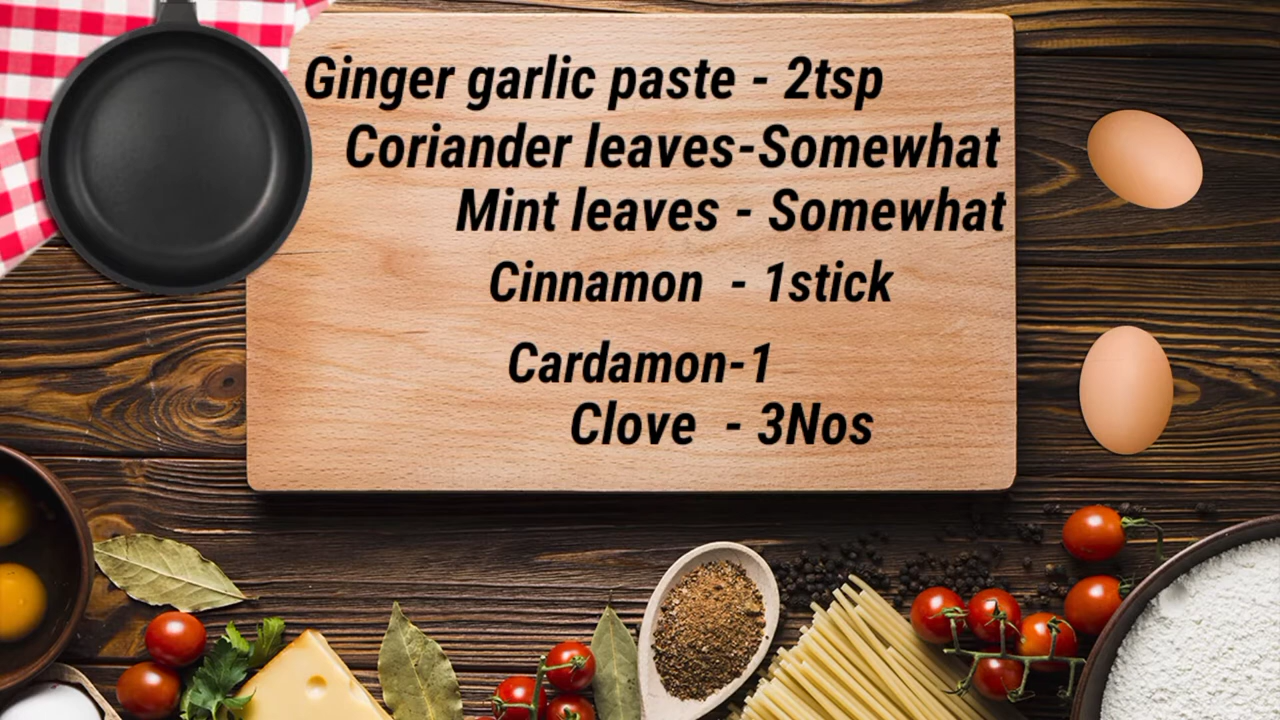 Ginger garlic paste - 2tsp
Coriander leaves-Somewhat
Mint leaves - Somewhat
Cinnamon - 1stick
Cardamon-1
Clove - 3Nos